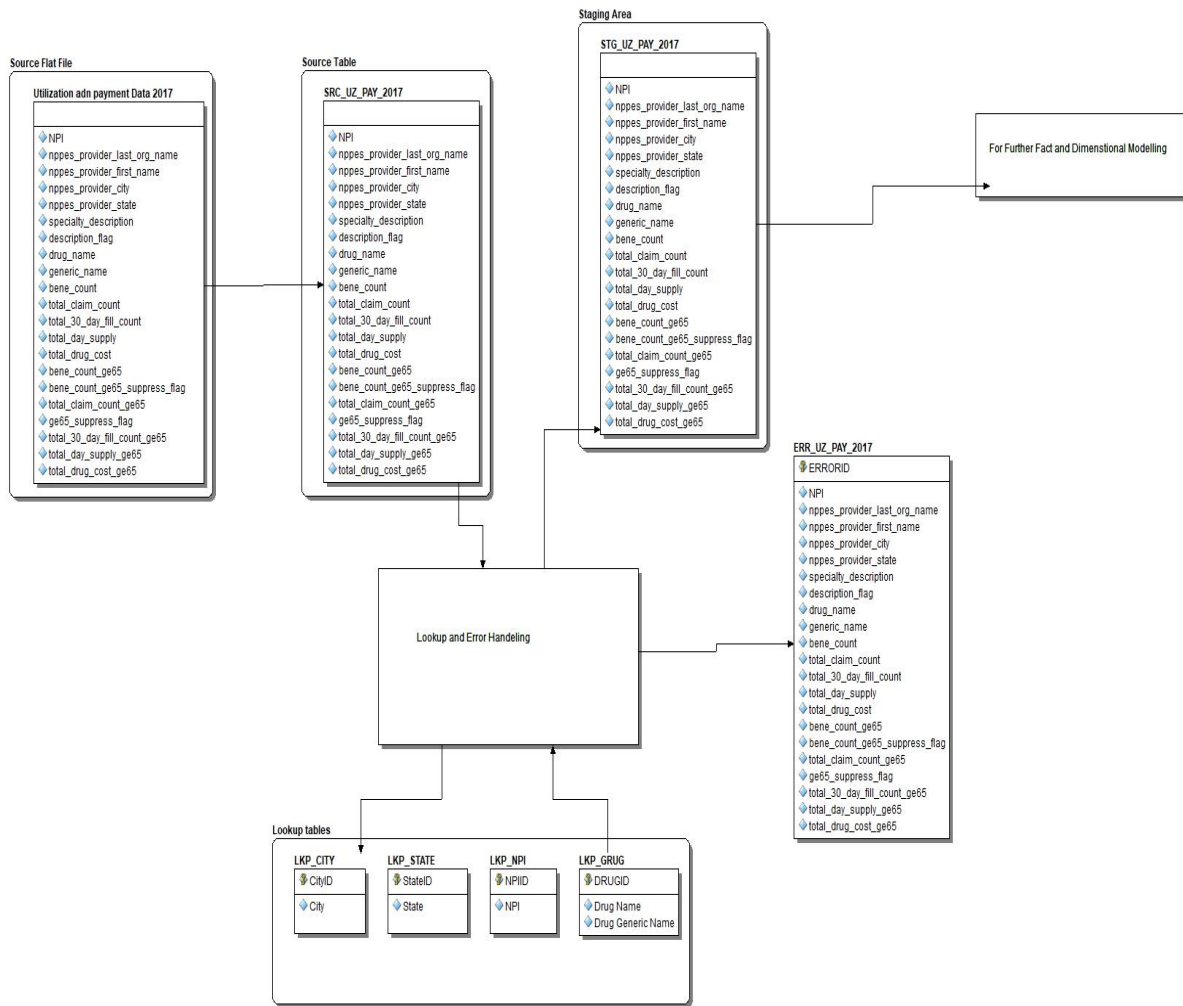 Source Flat File
Utilization adn payment Data 2017
NPI
nppes_provider_last_org_name
nppes_provider_first_name
nppes_provider_city
nppes_provider_state
specialty_description
description_flag
drug_name
generic_name
bene_count
total_claim_count
total_30_day_fill_count
total_day_supply
total_drug_cost
bene_count_ge65
bene_count_ge65_suppress_flag
total_claim_count_ge65
ge65_suppress_flag
total_30_day_fill_count_ge65
total_day_supply_ge65
total_drug_cost_ge65
Source Table
SRC_UZ_PAY_2017
NPI
nppes_provider_last_org_name
nppes_provider_first_name
nppes_provider_city
nppes_provider_state
specialty_description
description_flag
drug_name
generic_name
bene_count
total_claim_count
total_30_day_fill_count
total_day_supply
total_drug_cost
bene_count_ge65
bene_count_ge65_suppress_flag
total_claim_count_ge65
ge65_suppress_flag
total_30_day_fill_count_ge65
total_day_supply_ge65
total_drug_cost_ge65
Staging Area
STG_UZ_PAY_2017
NPI
nppes_provider_last_org_name
nppes_provider_first_name
nppes_provider_city
nppes_provider_state
specialty_description
description_flag
drug_name
generic_name
bene_count
total_claim_count
total_30_day_fill_count
total_day_supply
total_drug_cost
bene_count_ge65
bene_count_ge65_suppress_flag
total_claim_count_ge65
ge65_suppress_flag
total_30_day_fill_count_ge65
total_day_supply_ge65
total_drug_cost_ge65
For Further Fact and Dimenstional Modelling
ERR_UZ_PAY_2017
ERRORID
NPI
nppes_provider_last_org_name
nppes_provider_first_name
nppes_provider_city
nppes_provider_state
specialty_description
description_flag
drug_name
generic_name
bene_count
total_claim_count
total_30_day_fill_count
total_day_supply
total_drug_cost
bene_count_ge65
bene_count_ge65_suppress_flag
total_claim_count_ge65
ge65_suppress_flag
total_30_day_fill_count_ge65
total_day_supply_ge65
total_drug_cost_ge65
Lookup and Error Handeling
Lookup tables
LKP_CITY
CityID
City
LKP_STATE
StateID
State
LKP_NPI
NPIID
NPI
LKP_GRUG
DRUGID
Drug Name
Drug Generic Name